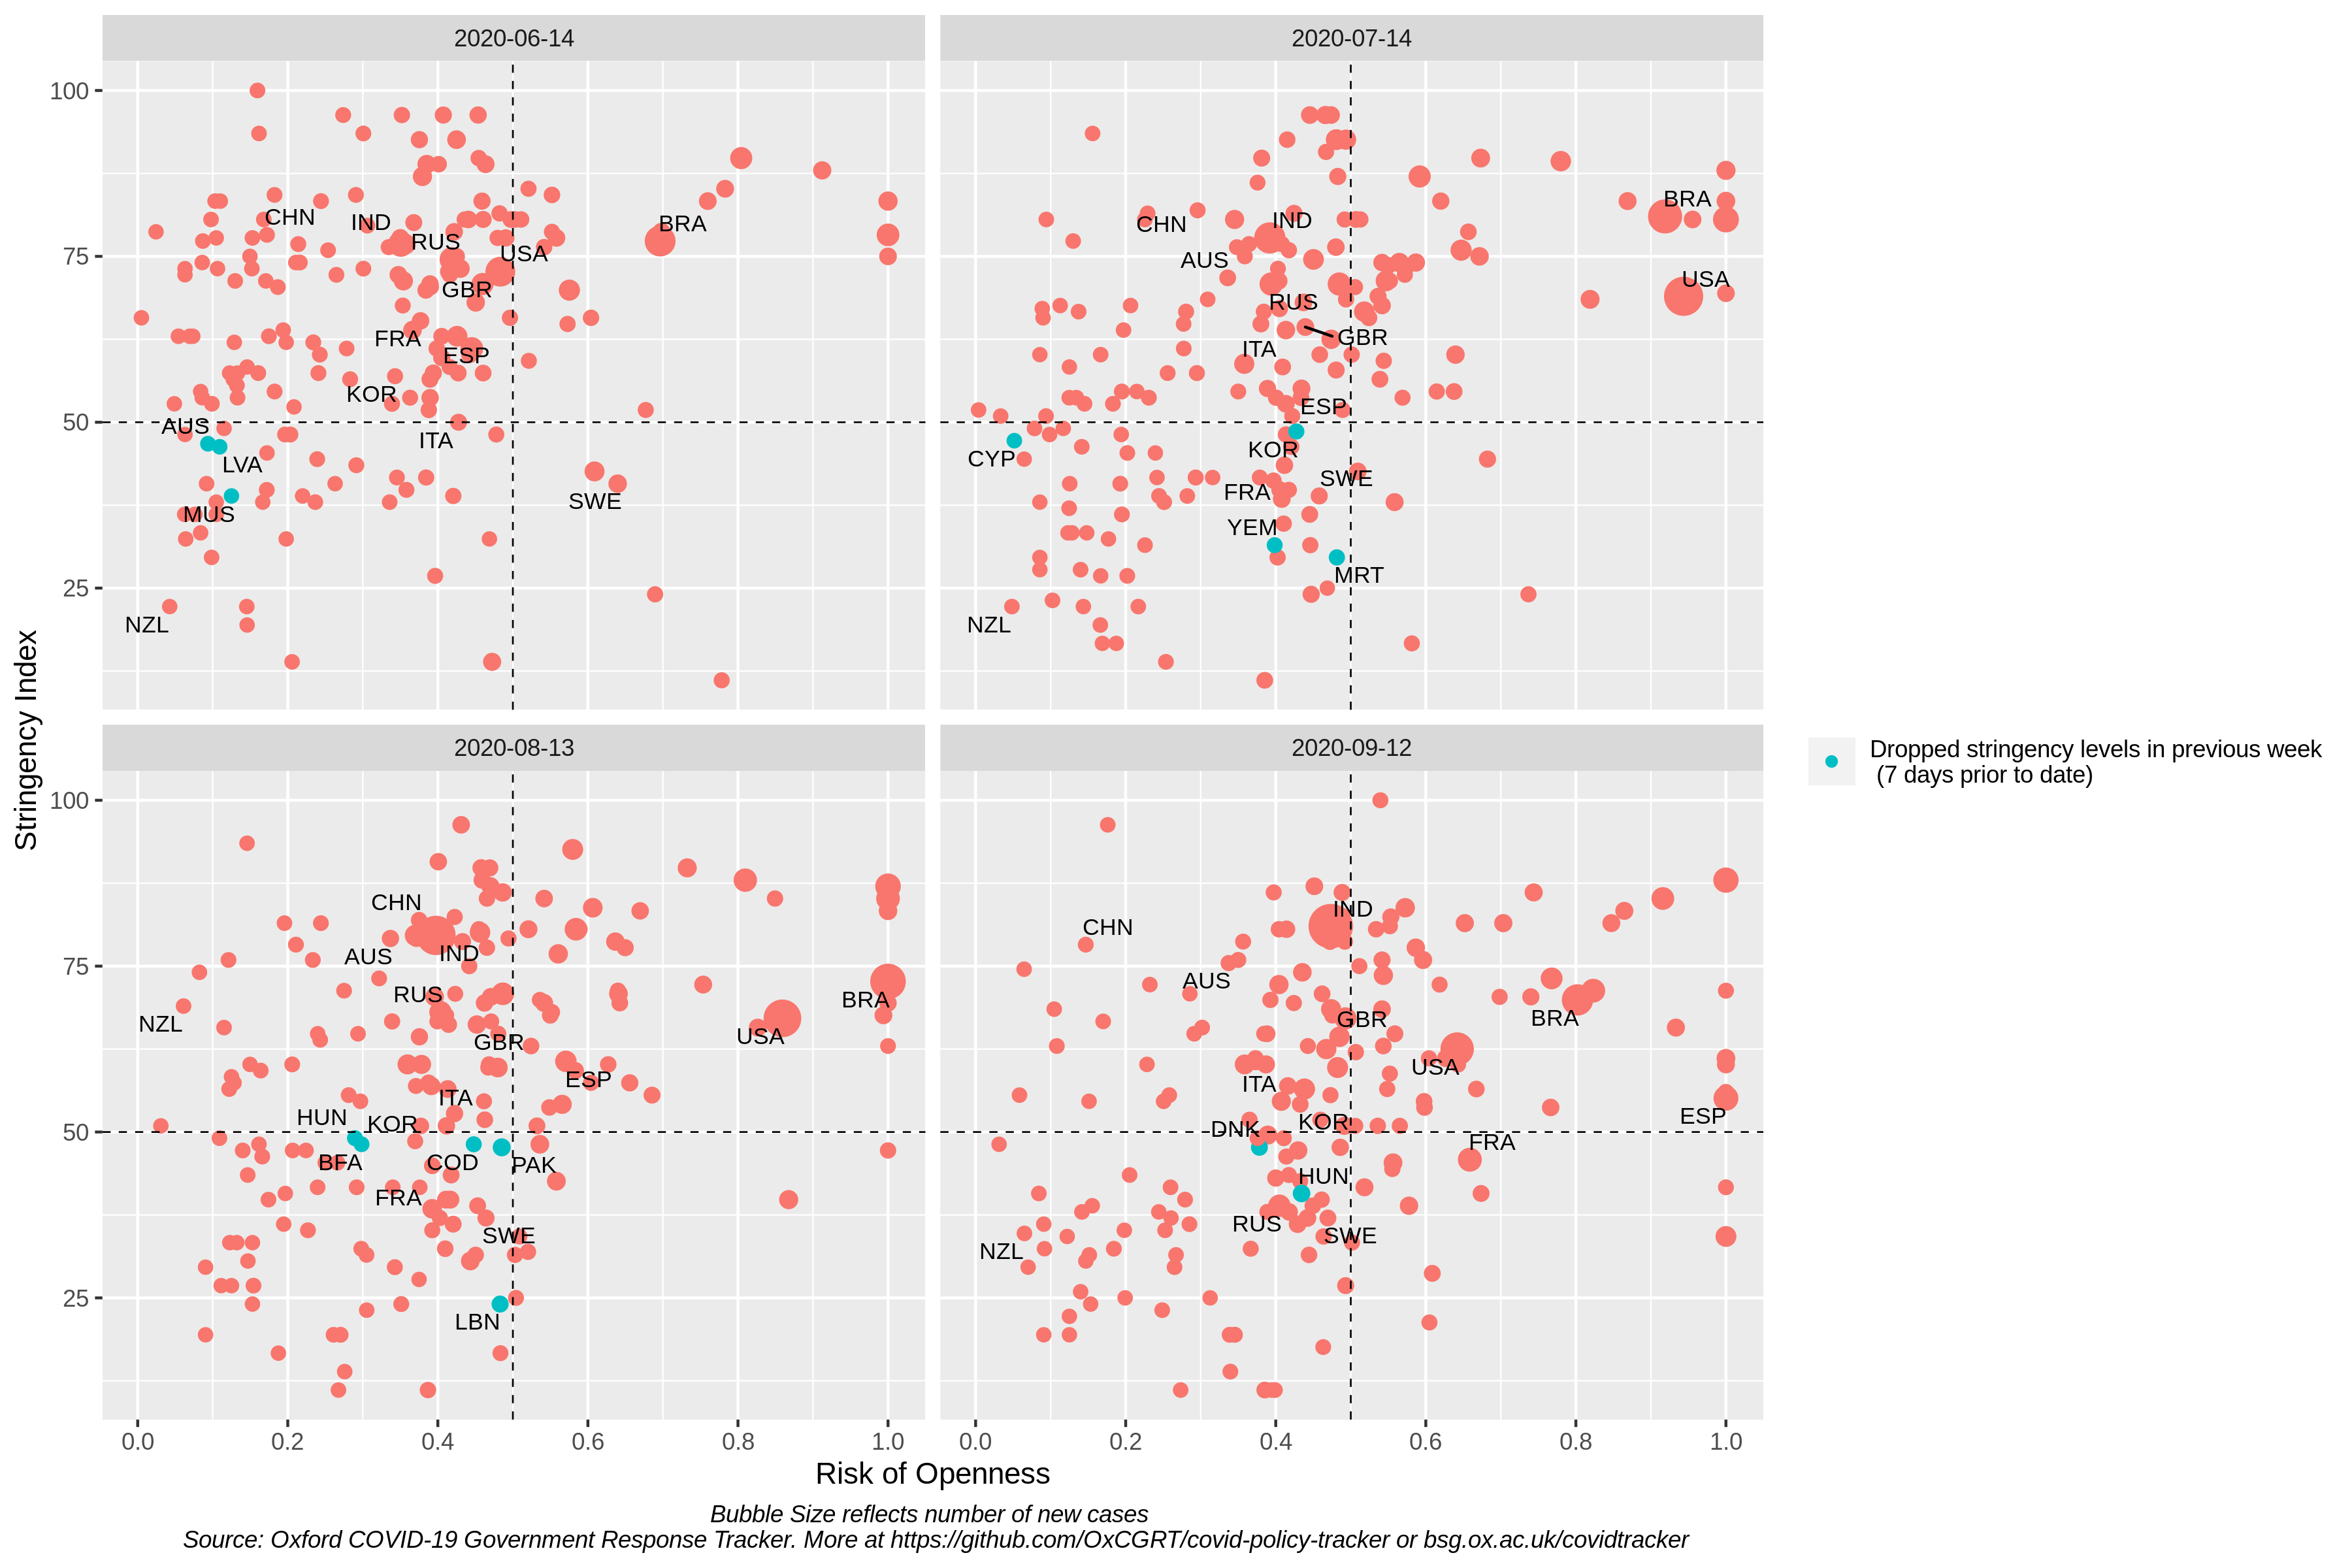 2020-06-14
2020-07-14
100
75
50
25
CHN
IND
RUS
BRA
USA
GBR
FRA
ESP
KOR
AUS
ITA
LVA
SWE
MUS
NZL
BRA
CHN
IND
AUS
USA
RUS
GBR
ITA
ESP
KOR
CYP
SWE
FRA
YEM
MRT
NZL
Stringency Index
2020-08-13
2020-09-12
100
75
50
25
CHN
AUS
IND
RUS
BRA
NZL
USA
GBR
ESP
ITA
HUN
KOR
BFA
COD
PAK
FRA
SWE
LBN
IND
CHN
AUS
GBR
BRA
USA
ITA
ESP
KOR
DNK
FRA
HUN
RUS
SWE
NZL
Dropped stringency levels in previous week
(7 days prior to date)
0.0 0.2 0.4 0.6 0.8 1.0
0.0 0.2 0.4 0.6 0.8 1.0
Risk of Openness
Bubble Size reflects number of new cases
Source: Oxford COVID-19 Government Response Tracker. More at https://github.com/OxCGRT/covid-policy-tracker or bsg.ox.ac.uk/covidtracker